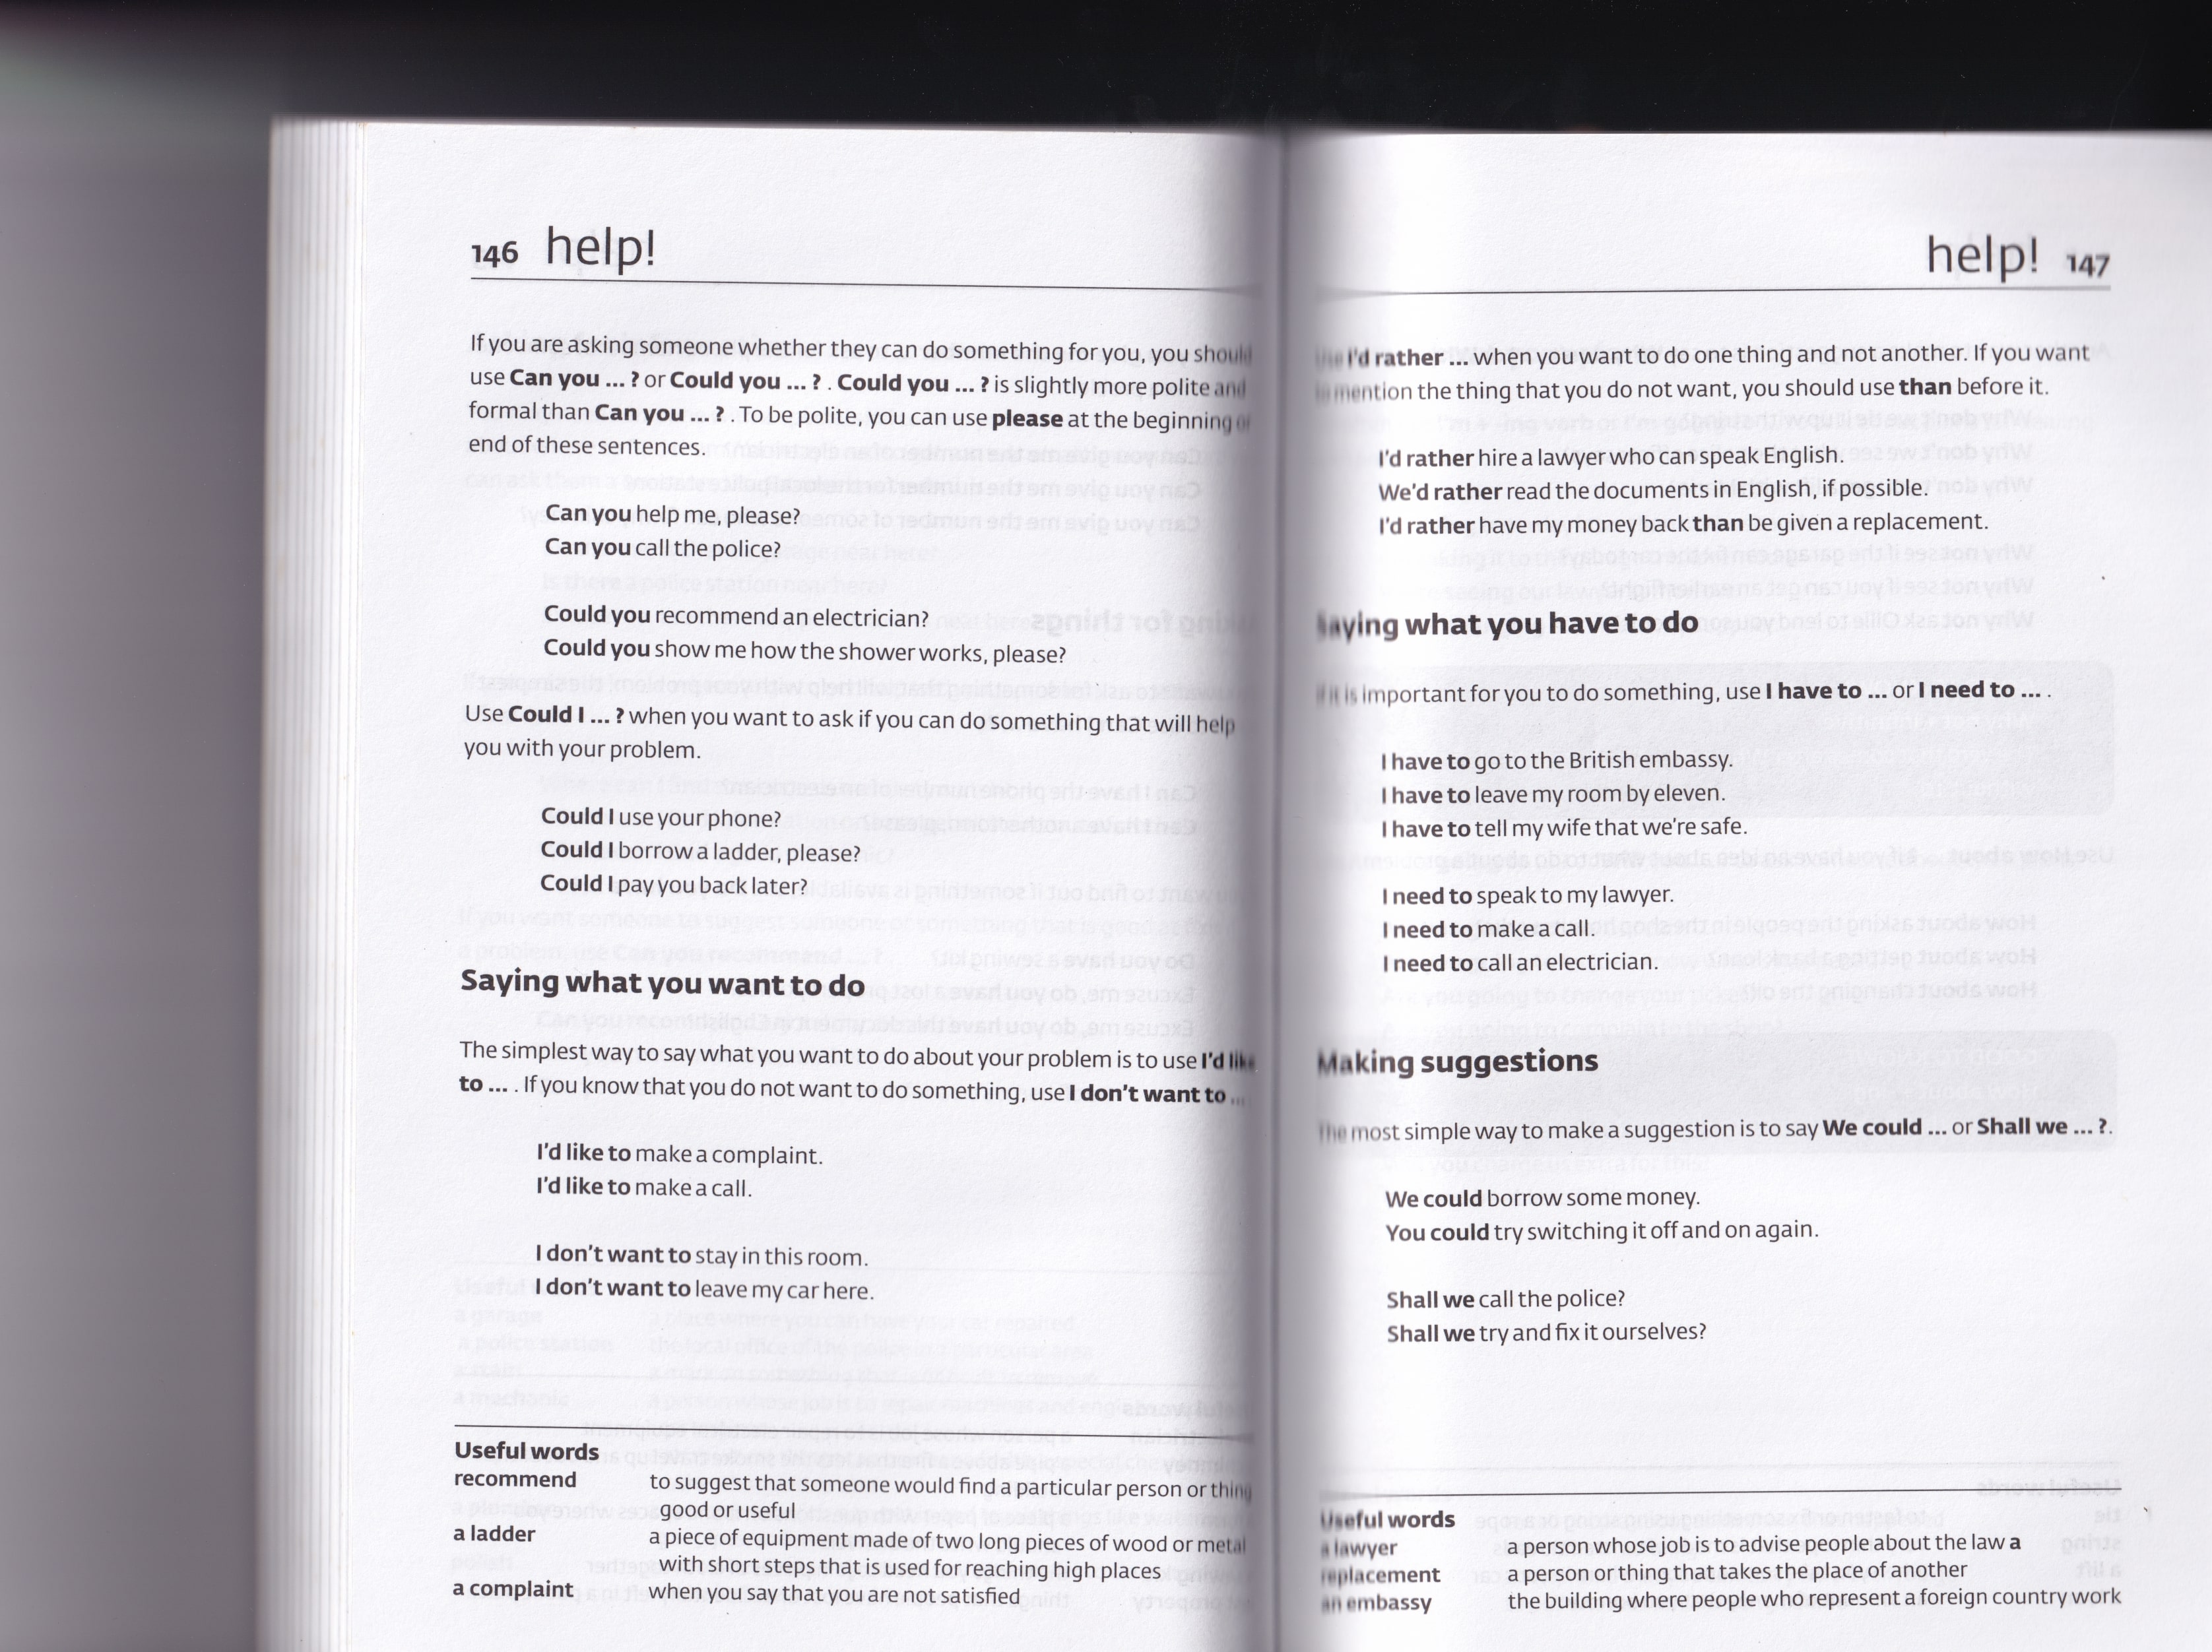 146 help!
If you are asking someone whether they can do something for you, you should
use Can you ... ? or Could you ... ? . Could you ... ? is slightly more polite and
formal than Can you ... ? . To be polite, you can use please at the beginning or
end of these sentences.
Can you help me, please?
Can you call the police?
Could you recommend an electrician?
Could you show me how the shower works, please?
Use Could I ... ? when you want to ask if you can do something that will help
you with your problem.
Could I use your phone?
Could I borrow a ladder, please?
Could I pay you back later?
Saying what you want to do
The simplest way to say what you want to do about your problem is to use I'd like
to ... . If you know that you do not want to do something, use I don't want to ...
I'd like to make a complaint.
I'd like to make a call.
I don't want to stay in this room.
I don't want to leave my car here.
Useful words
recommend to suggest that someone would find a particular person or thing
good or useful
a ladder a piece of equipment made of two long pieces of wood or metal
with short steps that is used for reaching high places
a complaint when you say that you are not satisfied
help! 147
Use I'd rather ... when you want to do one thing and not another. If you want
to mention the thing that you do not want, you should use than before it.
I'd rather hire a lawyer who can speak English.
We'd rather read the documents in English, if possible.
I'd rather have my money back than be given a replacement.
Saying what you have to do
If it is important for you to do something, use I have to ... or I need to ... .
I have to go to the British embassy.
I have to leave my room by eleven.
I have to tell my wife that we're safe.
I need to speak to my lawyer.
I need to make a call.
I need to call an electrician.
Making suggestions
The most simple way to make a suggestion is to say We could ... or Shall we ... ?.
We could borrow some money.
You could try switching it off and on again.
Shall we call the police?
Shall we try and fix it ourselves?
Useful words
a lawyer a person whose job is to advise people about the law a
replacement a person or thing that takes the place of another
an embassy the building where people who represent a foreign country work